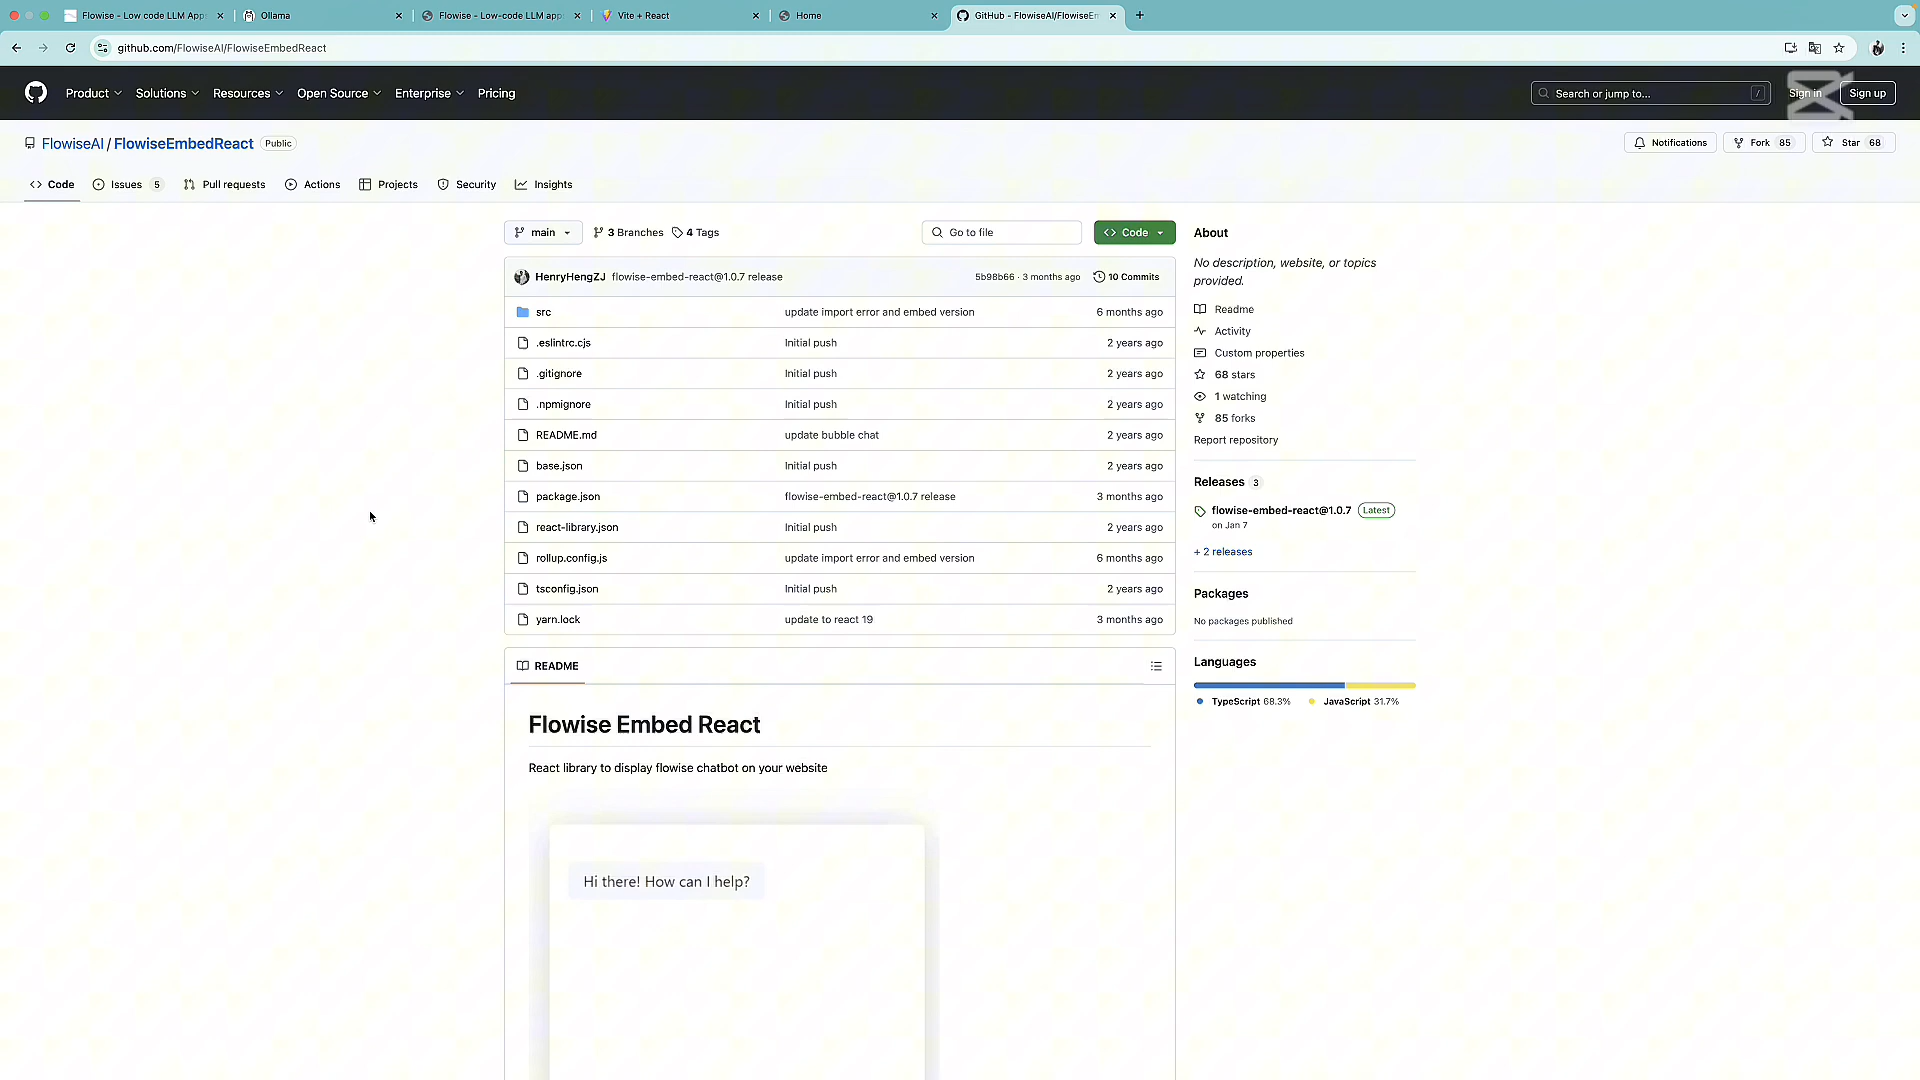 Flowise - Low code LLM Apps
Ollama
Flowise - Low-code LLM app
Vite + React
Home
GitHub - FlowiseAI/FlowiseEm
github.com/FlowiseAI/FlowiseEmbedReact
Product
Solutions
Resources
Open Source
Enterprise
Pricing
Search or jump to...
/
Sign in
Sign up
FlowiseAI / FlowiseEmbedReact
Public
Notifications
Fork 85
Star 68
Code
Issues 5
Pull requests
Actions
Projects
Security
Insights
main
3 Branches
4 Tags
Go to file
Code
HenryHengZJ flowise-embed-react@1.0.7 release 5b98b66 · 3 months ago 10 Commits
src update import error and embed version 6 months ago
.eslintrc.cjs Initial push 2 years ago
.gitignore Initial push 2 years ago
.npmignore Initial push 2 years ago
README.md update bubble chat 2 years ago
base.json Initial push 2 years ago
package.json flowise-embed-react@1.0.7 release 3 months ago
react-library.json Initial push 2 years ago
rollup.config.js update import error and embed version 6 months ago
tsconfig.json Initial push 2 years ago
yarn.lock update to react 19 3 months ago
README
Flowise Embed React
React library to display flowise chatbot on your website
Hi there! How can I help?
About
No description, website, or topics
provided.
Readme
Activity
Custom properties
68 stars
1 watching
85 forks
Report repository
Releases 3
flowise-embed-react@1.0.7 Latest
on Jan 7
+ 2 releases
Packages
No packages published
Languages
TypeScript 68.3%
JavaScript 31.7%